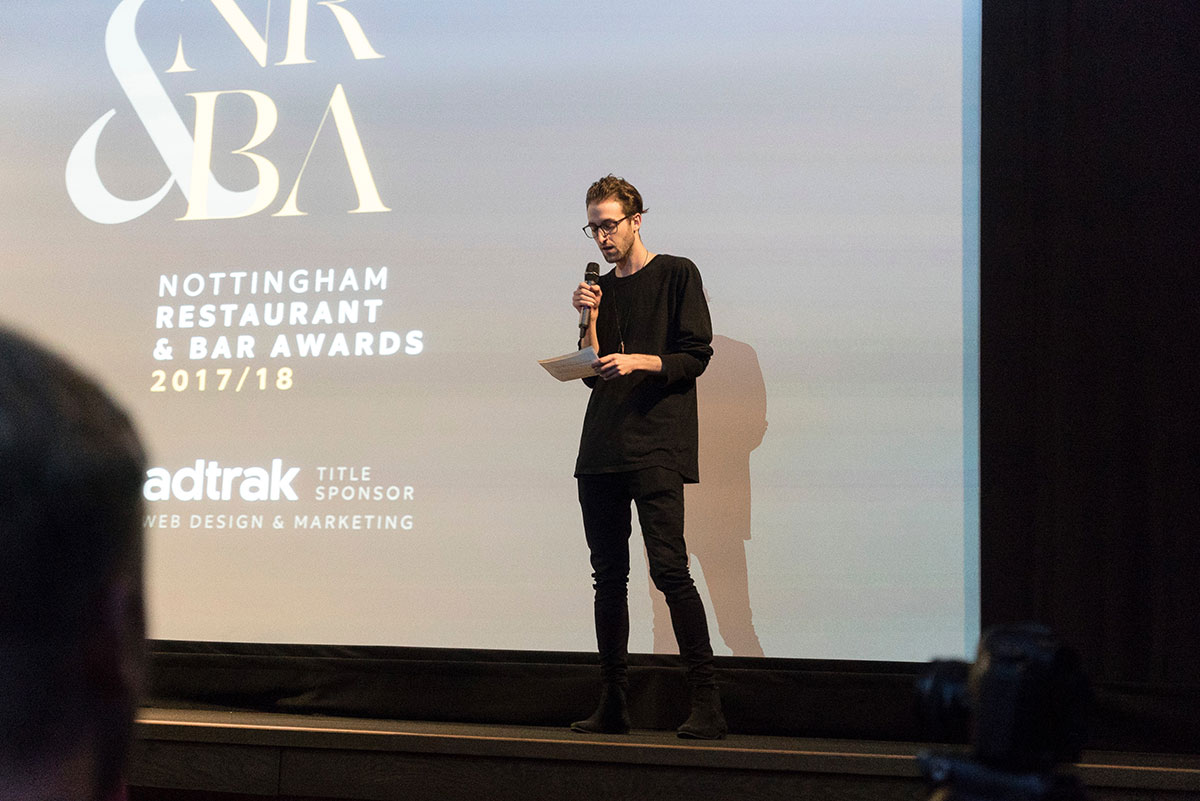 NR
& BA
NOTTINGHAM
RESTAURANT
& BAR AWARDS
2017/18
adtrak TITLE
SPONSOR
WEB DESIGN & MARKETING